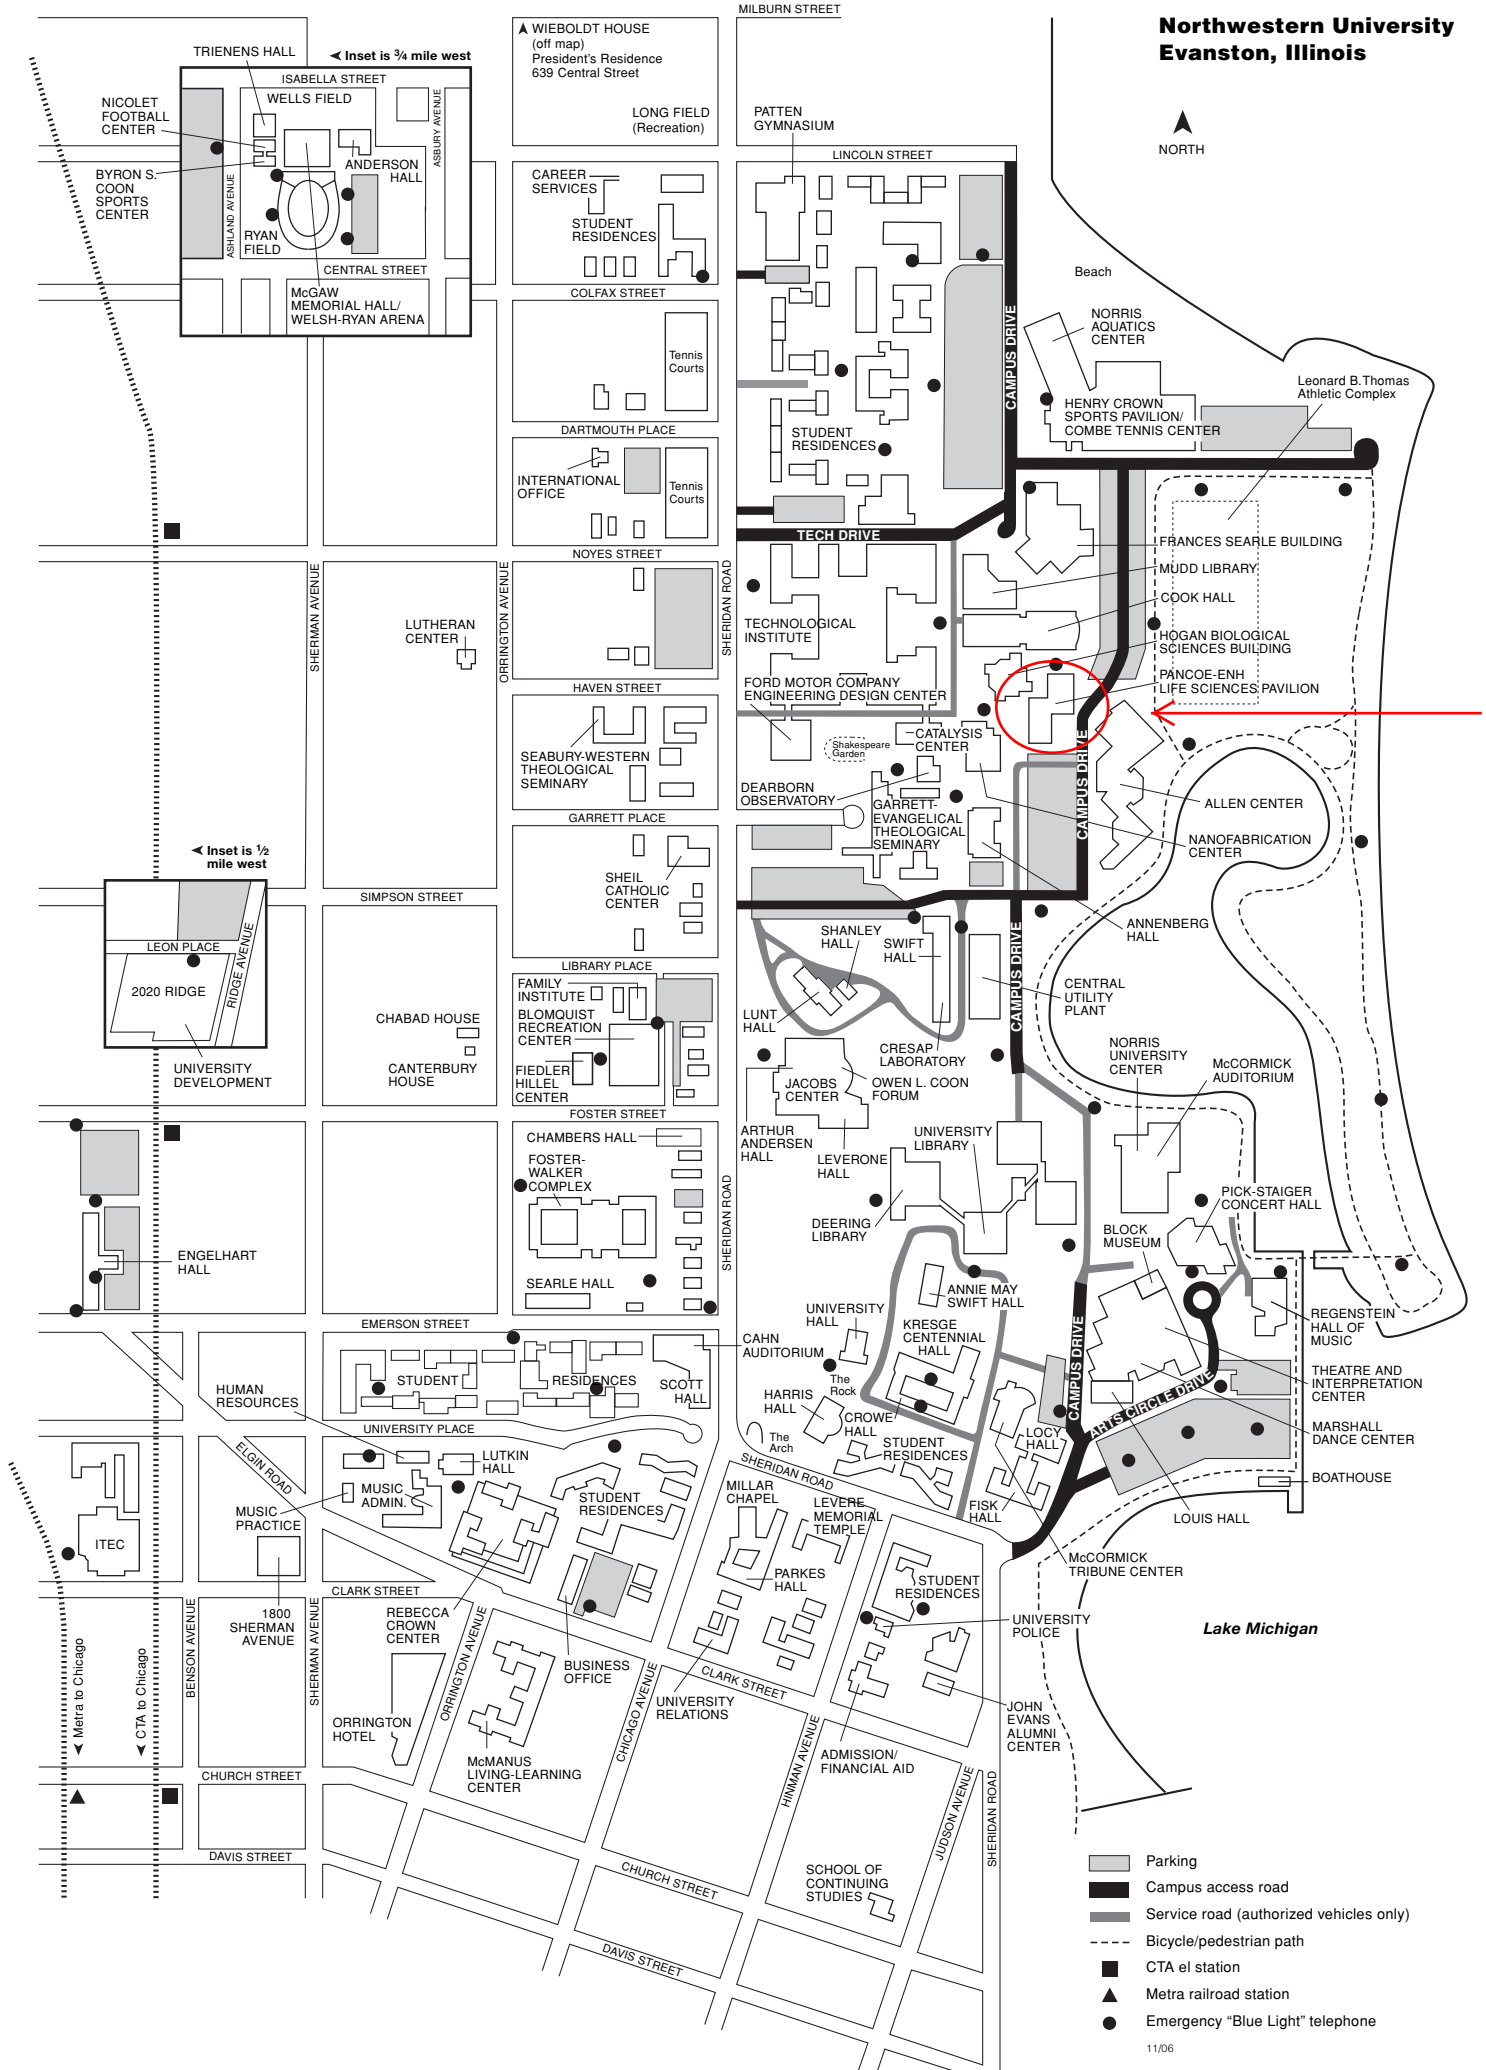 MILBURN STREET
Northwestern University
Evanston, Illinois
NORTH
WIEBOLDT HOUSE
(off map)
President's Residence
639 Central Street
LONG FIELD
(Recreation)
PATTEN
GYMNASIUM
LINCOLN STREET
TRIENENS HALL
Inset is ¾ mile west
ISABELLA STREET
WELLS FIELD
NICOLET
FOOTBALL
CENTER
ASBURY AVENUE
ANDERSON
HALL
BYRON S.
COON
SPORTS
CENTER
ASHLAND AVENUE
RYAN
FIELD
CENTRAL STREET
McGAW
MEMORIAL HALL/
WELSH-RYAN ARENA
CAREER
SERVICES
STUDENT
RESIDENCES
COLFAX STREET
Tennis
Courts
DARTMOUTH PLACE
INTERNATIONAL
OFFICE
Tennis
Courts
NOYES STREET
STUDENT
RESIDENCES
CAMPUS DRIVE
Beach
NORRIS
AQUATICS
CENTER
HENRY CROWN
SPORTS PAVILION/
COMBE TENNIS CENTER
Leonard B. Thomas
Athletic Complex
TECH DRIVE
FRANCES SEARLE BUILDING
MUDD LIBRARY
COOK HALL
HOGAN BIOLOGICAL
SCIENCES BUILDING
PANCOE-ENH
LIFE SCIENCES PAVILION
SHERMAN AVENUE
ORRINGTON AVENUE
SHERIDAN ROAD
LUTHERAN
CENTER
TECHNOLOGICAL
INSTITUTE
HAVEN STREET
FORD MOTOR COMPANY
ENGINEERING DESIGN CENTER
SEABURY-WESTERN
THEOLOGICAL
SEMINARY
Shakespeare
Garden
CATALYSIS
CENTER
CAMPUS DRIVE
DEARBORN
OBSERVATORY
GARRETT-
EVANGELICAL
THEOLOGICAL
SEMINARY
ALLEN CENTER
NANOFABRICATION
CENTER
GARRETT PLACE
SHEIL
CATHOLIC
CENTER
Inset is ½
mile west
SIMPSON STREET
LEON PLACE
RIDGE AVENUE
2020 RIDGE
UNIVERSITY
DEVELOPMENT
ANNENBERG
HALL
SHANLEY
HALL
SWIFT
HALL
CAMPUS DRIVE
LIBRARY PLACE
FAMILY
INSTITUTE
BLOMQUIST
RECREATION
CENTER
FIEDLER
HILLEL
CENTER
CHABAD HOUSE
CANTERBURY
HOUSE
LUNT
HALL
CRESAP
LABORATORY
CENTRAL
UTILITY
PLANT
JACOBS
CENTER
OWEN L. COON
FORUM
NORRIS
UNIVERSITY
CENTER
McCORMICK
AUDITORIUM
FOSTER STREET
CHAMBERS HALL
FOSTER-
WALKER
COMPLEX
ARTHUR
ANDERSEN
HALL
LEVERONE
HALL
UNIVERSITY
LIBRARY
SHERIDAN ROAD
DEERING
LIBRARY
PICK-STAIGER
CONCERT HALL
BLOCK
MUSEUM
ENGELHART
HALL
SEARLE HALL
ANNIE MAY
SWIFT HALL
UNIVERSITY
HALL
KRESGE
CENTENNIAL
HALL
REGENSTEIN
HALL OF
MUSIC
EMERSON STREET
CAHN
AUDITORIUM
STUDENT
RESIDENCES
SCOTT
HALL
The
Rock
CAMPUS DRIVE
THEATRE AND
INTERPRETATION
CENTER
ARTS CIRCLE DRIVE
HUMAN
RESOURCES
HARRIS
HALL
CROWE
HALL
LOCY
HALL
MARSHALL
DANCE CENTER
UNIVERSITY PLACE
The
Arch
STUDENT
RESIDENCES
SHERIDAN ROAD
ELGIN ROAD
LUTKIN
HALL
MUSIC
ADMIN.
MUSIC
PRACTICE
STUDENT
RESIDENCES
MILLAR
CHAPEL
LEVERE
MEMORIAL
TEMPLE
FISK
HALL
BOATHOUSE
LOUIS HALL
ITEC
McCORMICK
TRIBUNE CENTER
PARKES
HALL
STUDENT
RESIDENCES
CLARK STREET
1800
SHERMAN
AVENUE
REBECCA
CROWN
CENTER
UNIVERSITY
POLICE
Lake Michigan
Metra to Chicago
CTA to Chicago
BENSON AVENUE
SHERMAN AVENUE
ORRINGTON AVENUE
BUSINESS
OFFICE
CHICAGO AVENUE
CLARK STREET
UNIVERSITY
RELATIONS
ORRINGTON
HOTEL
McMANUS
LIVING-LEARNING
CENTER
HINMAN AVENUE
ADMISSION/
FINANCIAL AID
JOHN
EVANS
ALUMNI
CENTER
CHURCH STREET
JUDSON AVENUE
SHERIDAN ROAD
DAVIS STREET
CHURCH STREET
SCHOOL OF
CONTINUING
STUDIES
DAVIS STREET
Parking
Campus access road
Service road (authorized vehicles only)
Bicycle/pedestrian path
CTA el station
Metra railroad station
Emergency “Blue Light” telephone
11/06